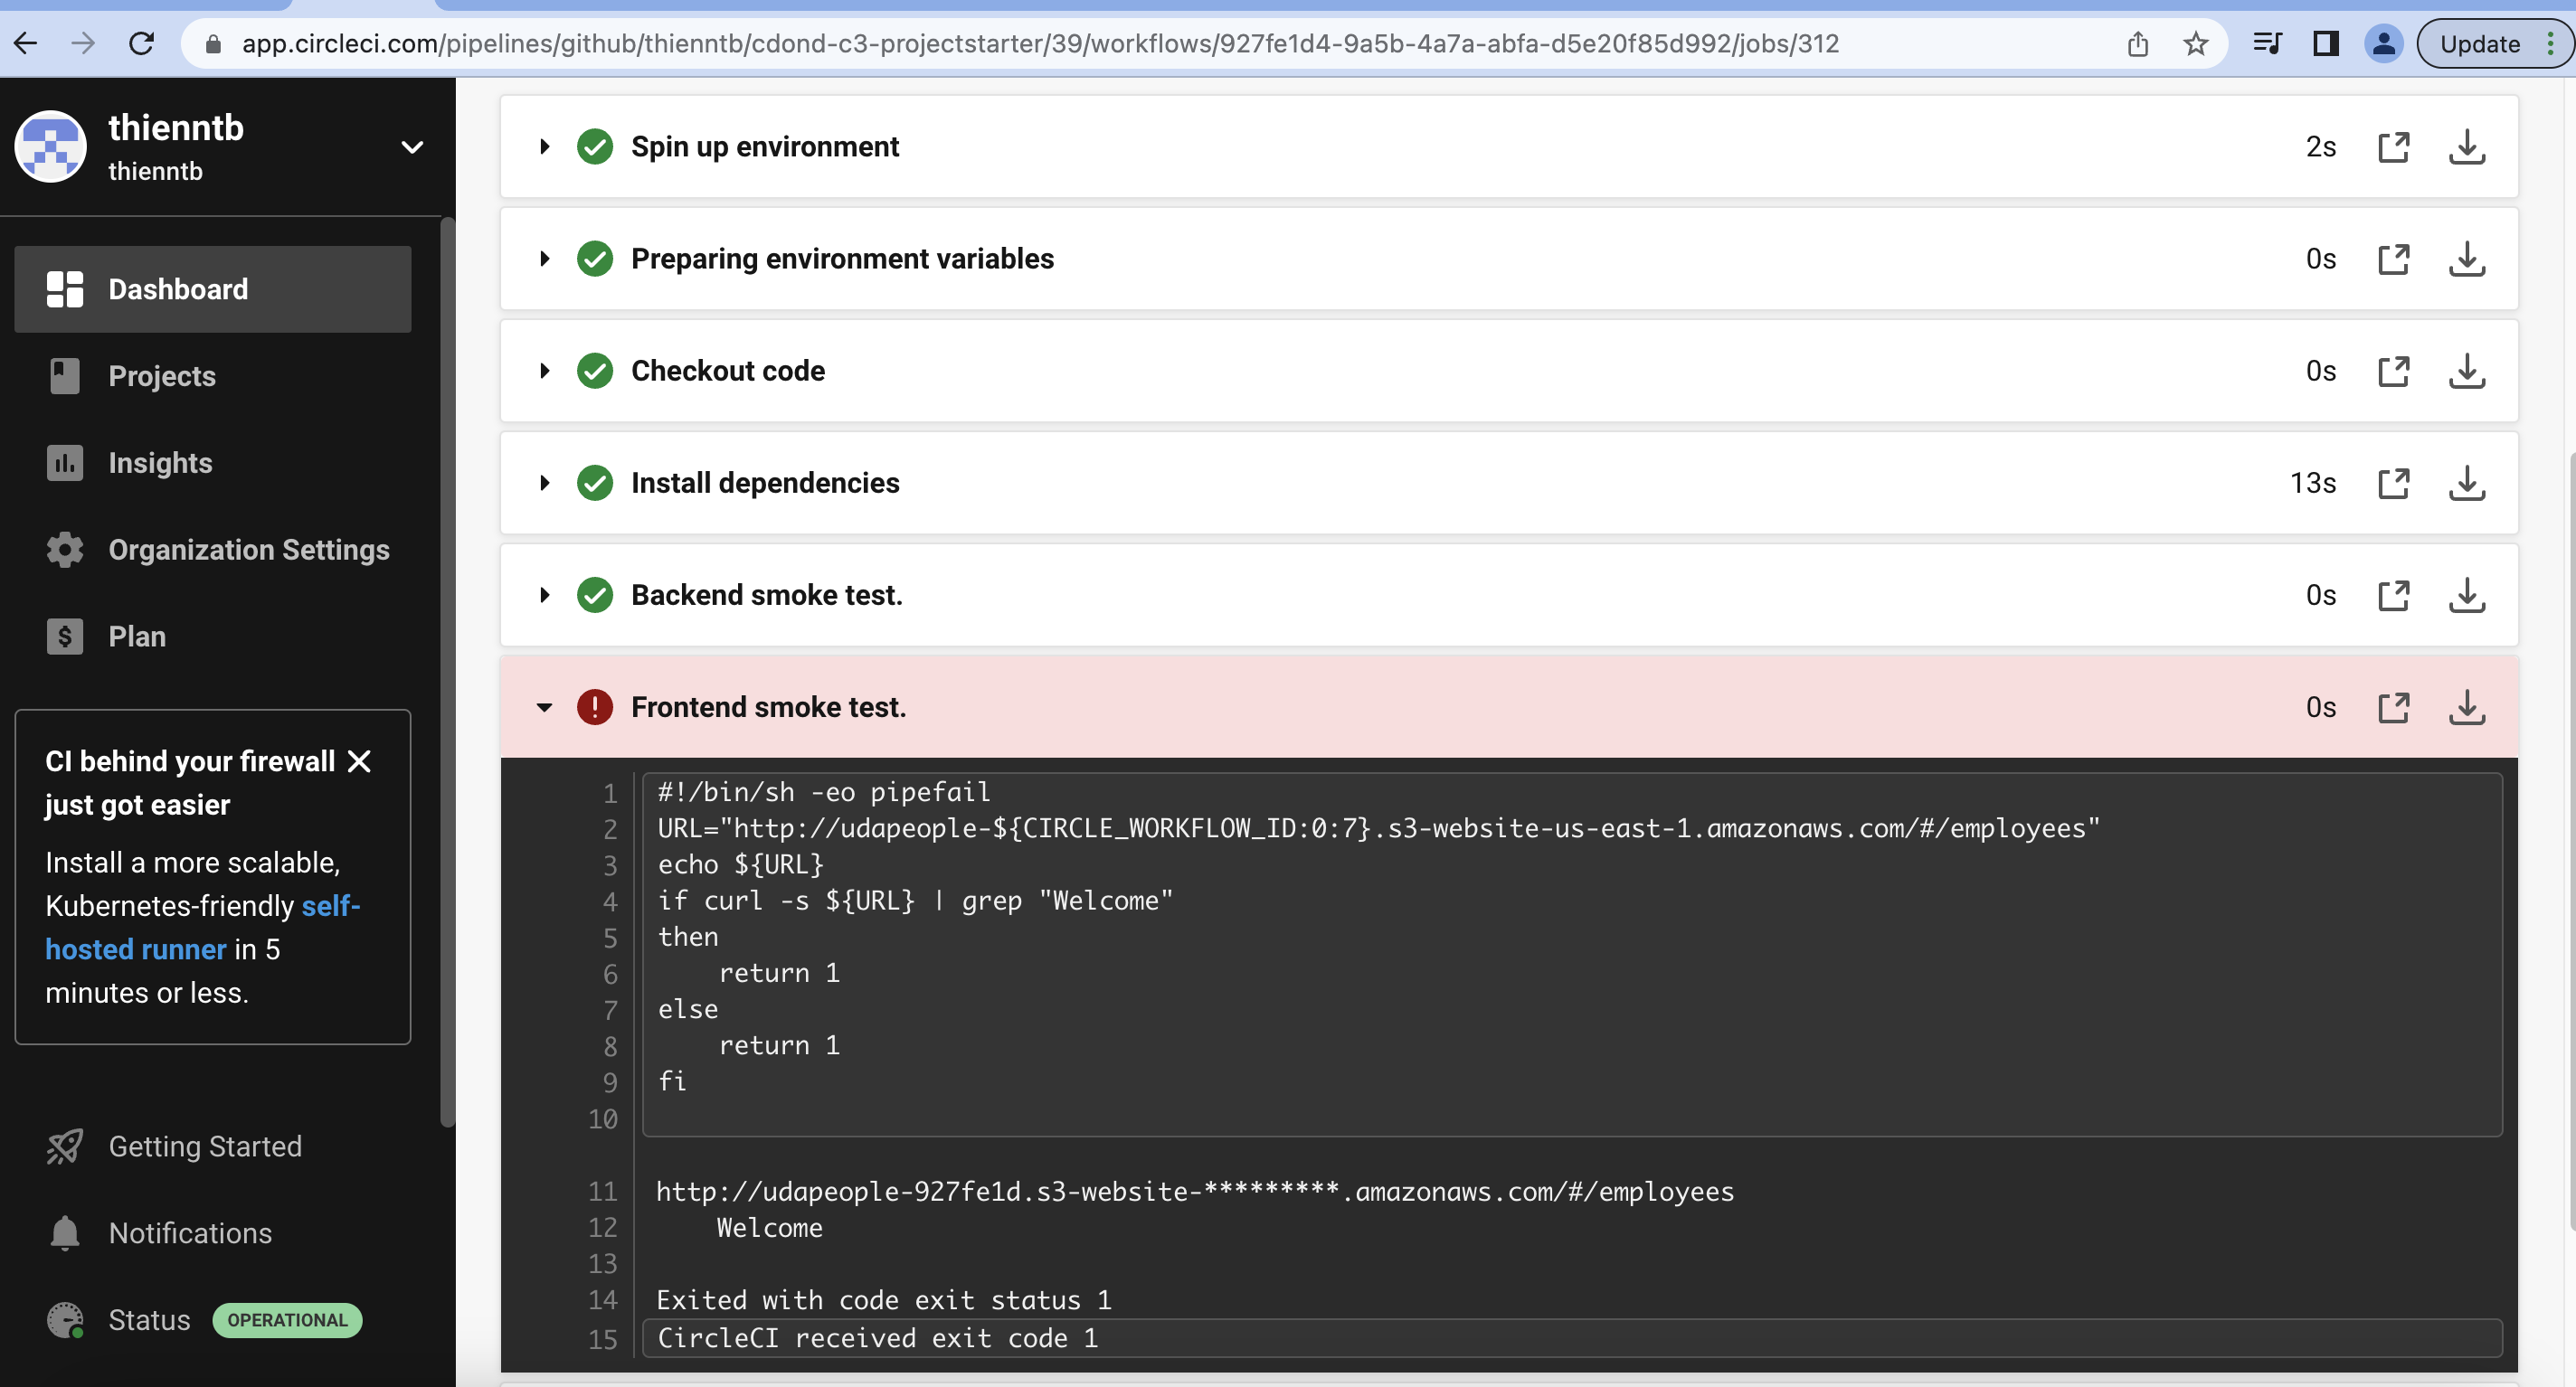 app.circleci.com/pipelines/github/thienntb/cdond-c3-projectstarter/39/workflows/927fe1d4-9a5b-4a7a-abfa-d5e20f85d992/jobs/312
Update
thienntb
thienntb
Dashboard
Projects
Insights
Organization Settings
Plan
CI behind your firewall
just got easier
Install a more scalable,
Kubernetes-friendly self-
hosted runner in 5
minutes or less.
Getting Started
Notifications
Status OPERATIONAL
Spin up environment 2s
Preparing environment variables 0s
Checkout code 0s
Install dependencies 13s
Backend smoke test. 0s
Frontend smoke test. 0s
1 #!/bin/sh -eo pipefail
2 URL="http://udapeople-${CIRCLE_WORKFLOW_ID:0:7}.s3-website-us-east-1.amazonaws.com/#/employees"
3 echo ${URL}
4 if curl -s ${URL} | grep "Welcome"
5 then
6     return 1
7 else
8     return 1
9 fi
10
11 http://udapeople-927fe1d.s3-website-*********.amazonaws.com/#/employees
12     Welcome
13
14 Exited with code exit status 1
15 CircleCI received exit code 1